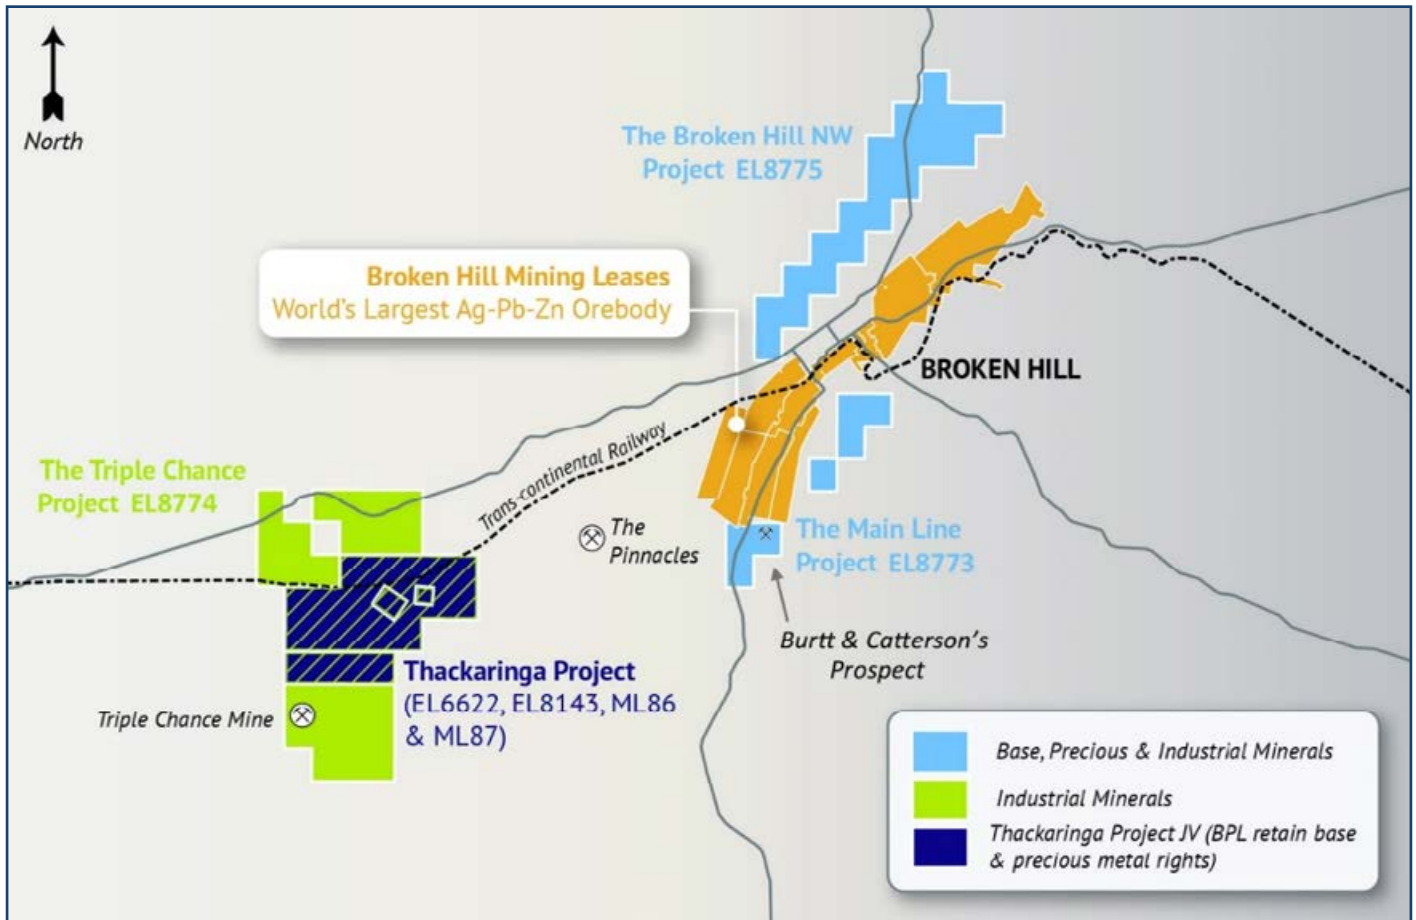 North
The Broken Hill NW
Project EL8775
Broken Hill Mining Leases
World's Largest Ag-Pb-Zn Orebody
BROKEN HILL
Trans-continental Railway
The Triple Chance
Project EL8774
The
Pinnacles
The Main Line
Project EL8773
Burtt & Catterson's
Prospect
Thackaringa Project
(EL6622, EL8143, ML86
& ML87)
Triple Chance Mine
Base, Precious & Industrial Minerals
Industrial Minerals
Thackaringa Project JV (BPL retain base
& precious metal rights)